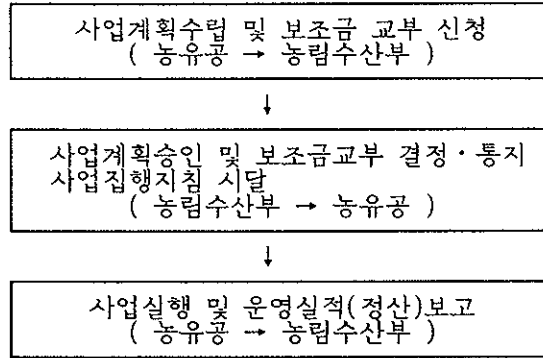 사업계획수립 및 보조금 교부 신청
( 농유공 → 농림수산부 )
↓
사업계획승인 및 보조금교부 결정·통지
사업집행지침 시달
( 농림수산부 → 농유공 )
↓
사업실행 및 운영실적(정산)보고
( 농유공 → 농림수산부 )